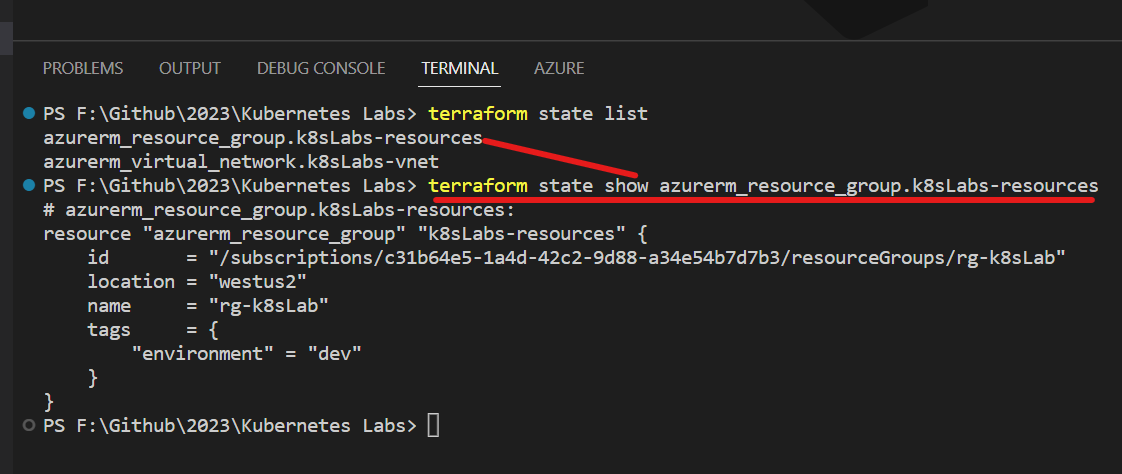 PROBLEMS OUTPUT DEBUG CONSOLE TERMINAL AZURE
PS F:\Github\2023\Kubernetes Labs> terraform state list
azurerm_resource_group.k8sLabs-resources
azurerm_virtual_network.k8sLabs-vnet
PS F:\Github\2023\Kubernetes Labs> terraform state show azurerm_resource_group.k8sLabs-resources
# azurerm_resource_group.k8sLabs-resources:
resource "azurerm_resource_group" "k8sLabs-resources" {
    id       = "/subscriptions/c31b64e5-1a4d-42c2-9d88-a34e54b7d7b3/resourceGroups/rg-k8sLab"
    location = "westus2"
    name     = "rg-k8sLab"
    tags     = {
        "environment" = "dev"
    }
}
PS F:\Github\2023\Kubernetes Labs>